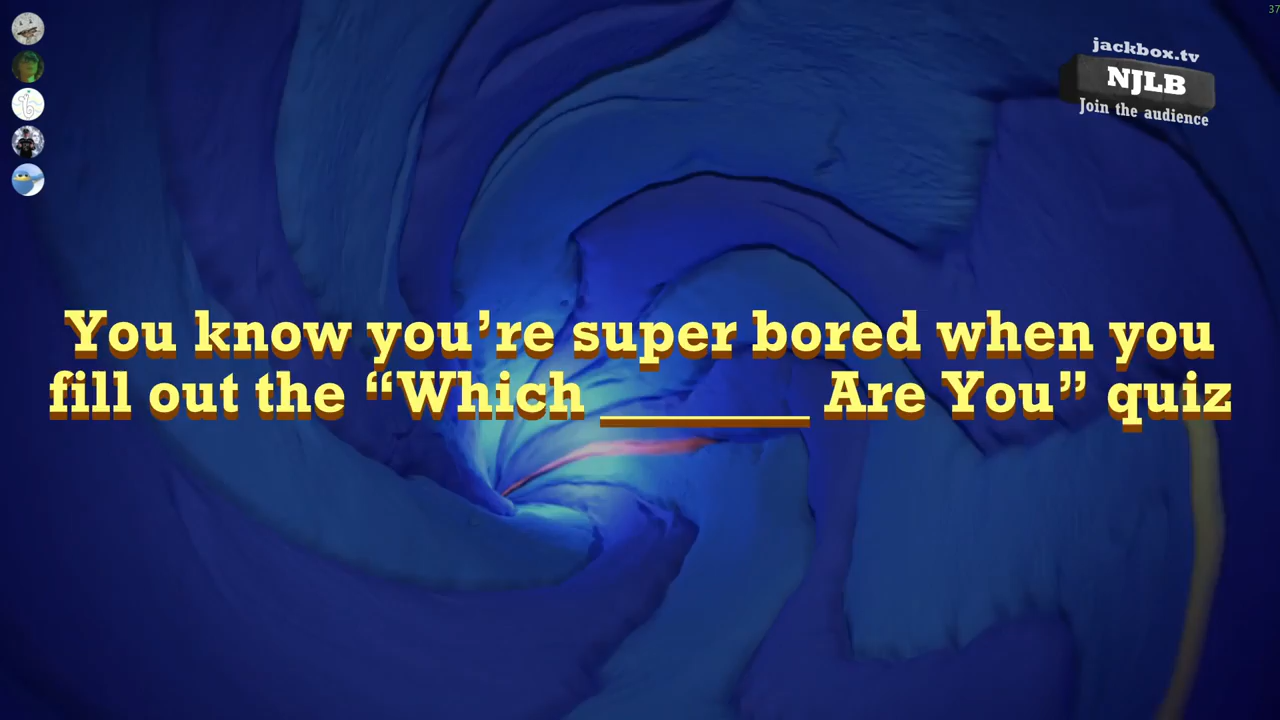 37
jackbox.tv
NJLB
Join the audience
You know you’re super bored when you
fill out the “Which ________ Are You” quiz